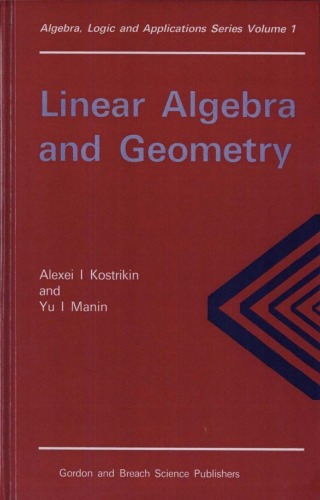 Algebra, Logic and Applications Series Volume 1
Linear Algebra
and Geometry
Alexei I Kostrikin
and
Yu I Manin
Gordon and Breach Science Publishers